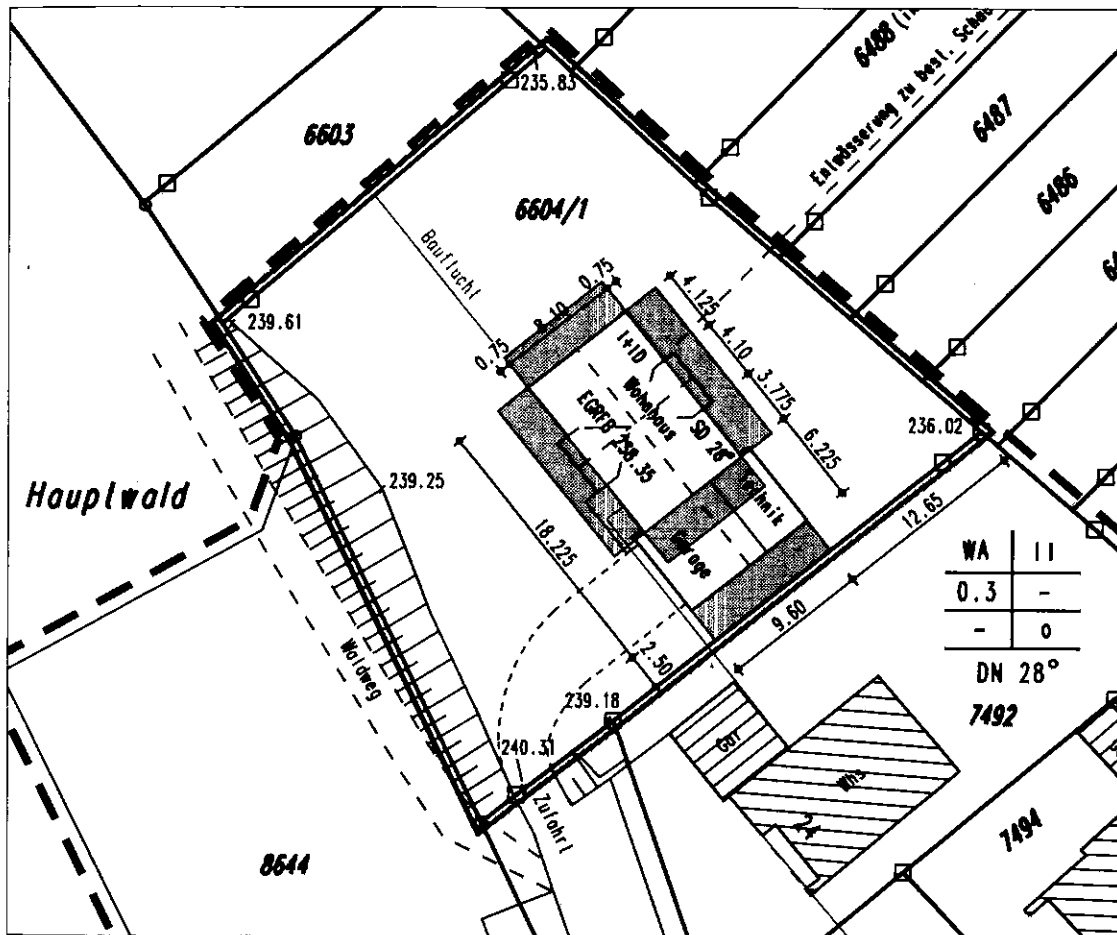 6488
235.83
Entwässerung zu best.
6487
6603
6486
6604/1
Bauflucht
0.75
8.10
0.75
4.125
4.10
3.775
6.225
I+ID
Wohnhaus
SD 28°
EGRFB 238.35
239.61
236.02
239.25
Hauptwald
Technik
Garage
12.65
18.225
9.60
2.50
WA II
0.3 -
- o
DN 28°
Waldweg
239.18
240.31
Zufahrt
Gar
Whs
24
7492
7494
8644